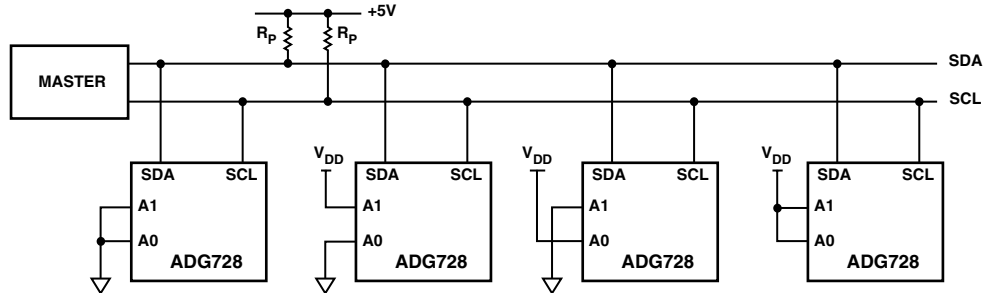 +5V
RP RP
SDA
MASTER
SCL
VDD VDD VDD
SDA SCL SDA SCL SDA SCL SDA SCL
A1 A1 A1 A1
A0 A0 A0 A0
ADG728 ADG728 ADG728 ADG728